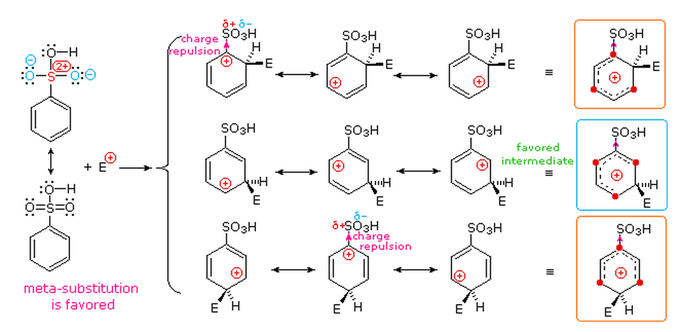 :O–H
⊖ :O–S(2+)–O: ⊖
:O–H
O=S=O
meta-substitution
is favored
+ E⊕
δ+ δ−
SO₃H
charge
repulsion
⊕
H
E
SO₃H
H
E
⊕
SO₃H
H
E
⊕
≡
SO₃H
H
E
⊕
SO₃H
⊕
H
E
SO₃H
⊕
H
E
SO₃H
⊕
H
E
favored
intermediate
≡
SO₃H
⊕
H
E
SO₃H
⊕
E H
δ−
δ+ SO₃H
charge
repulsion
⊕
E H
SO₃H
⊕
E H
≡
SO₃H
⊕
E H